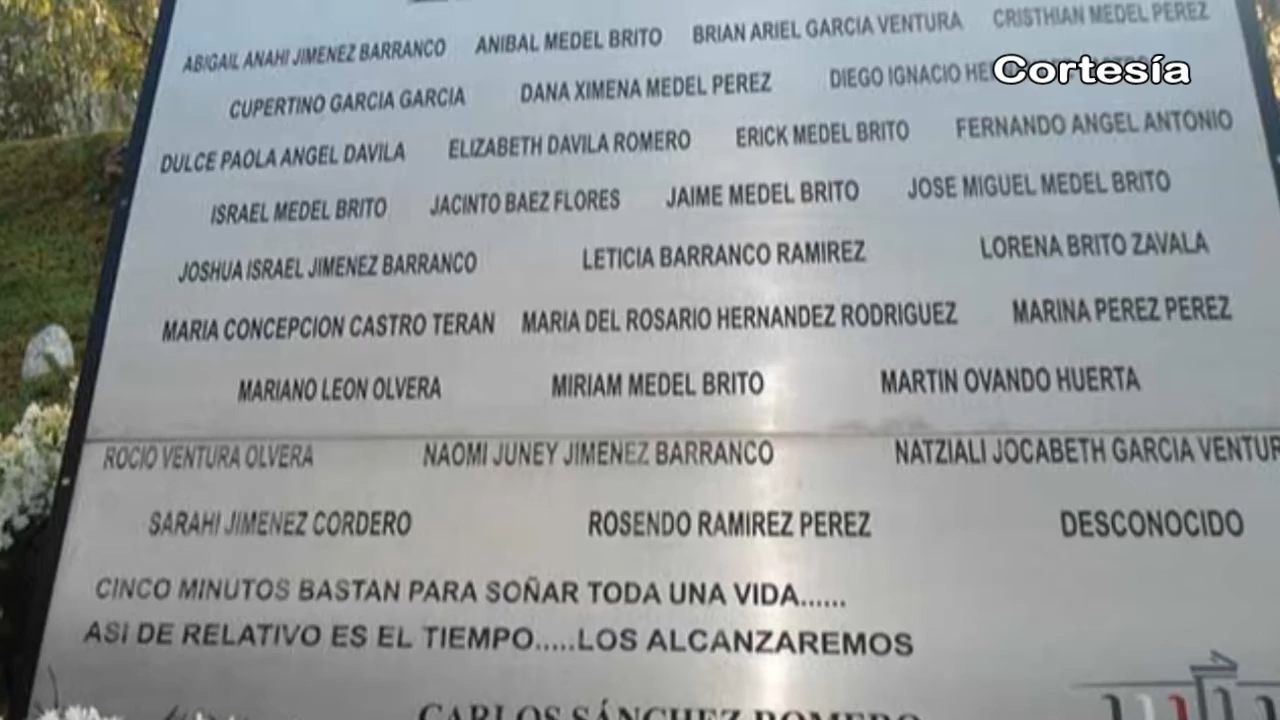 ABIGAIL ANAHI JIMENEZ BARRANCO ANIBAL MEDEL BRITO BRIAN ARIEL GARCIA VENTURA CRISTHIAN MEDEL PEREZ
Cortesía
CUPERTINO GARCIA GARCIA DANA XIMENA MEDEL PEREZ DIEGO IGNACIO
DULCE PAOLA ANGEL DAVILA ELIZABETH DAVILA ROMERO ERICK MEDEL BRITO FERNANDO ANGEL ANTONIO
ISRAEL MEDEL BRITO JACINTO BAEZ FLORES JAIME MEDEL BRITO JOSE MIGUEL MEDEL BRITO
JOSHUA ISRAEL JIMENEZ BARRANCO LETICIA BARRANCO RAMIREZ LORENA BRITO ZAVALA
MARIA CONCEPCION CASTRO TERAN MARIA DEL ROSARIO HERNANDEZ RODRIGUEZ MARINA PEREZ PEREZ
MARIANO LEON OLVERA MIRIAM MEDEL BRITO MARTIN OVANDO HUERTA
ROCIO VENTURA OLVERA NAOMI JUNEY JIMENEZ BARRANCO NATZIALI JOCABETH GARCIA VENTUR
SARAHI JIMENEZ CORDERO ROSENDO RAMIREZ PEREZ DESCONOCIDO
CINCO MINUTOS BASTAN PARA SOÑAR TODA UNA VIDA......
ASI DE RELATIVO ES EL TIEMPO.....LOS ALCANZAREMOS
CARLOS SÁNCHEZ ROMERO